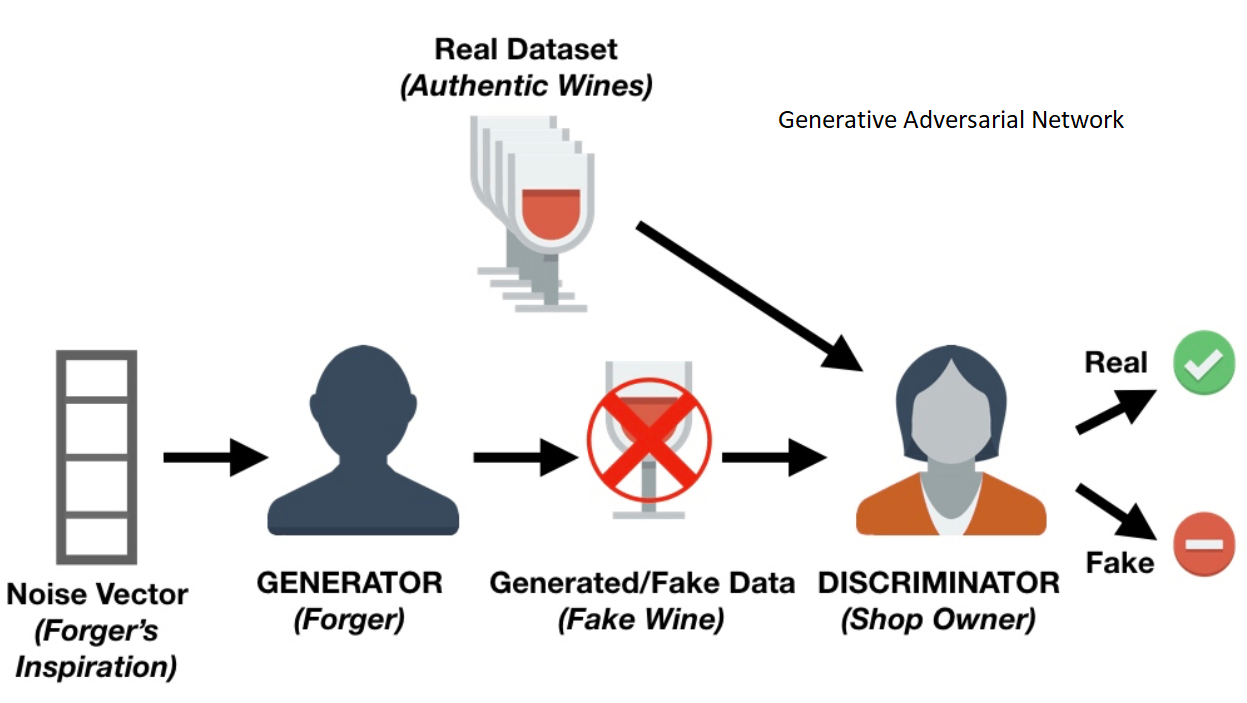 Real Dataset
(Authentic Wines)
Generative Adversarial Network
Real
Fake
Noise Vector
(Forger's
Inspiration)
GENERATOR
(Forger)
Generated/Fake Data
(Fake Wine)
DISCRIMINATOR
(Shop Owner)